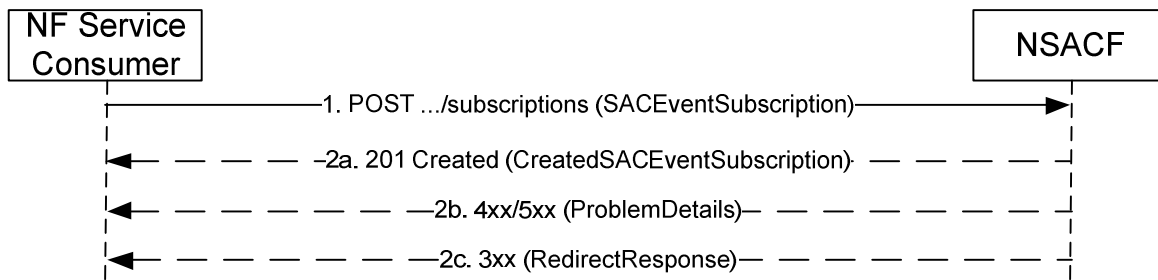 NF Service
Consumer
NSACF
1. POST .../subscriptions (SACEventSubscription)
2a. 201 Created (CreatedSACEventSubscription)
2b. 4xx/5xx (ProblemDetails)
2c. 3xx (RedirectResponse)